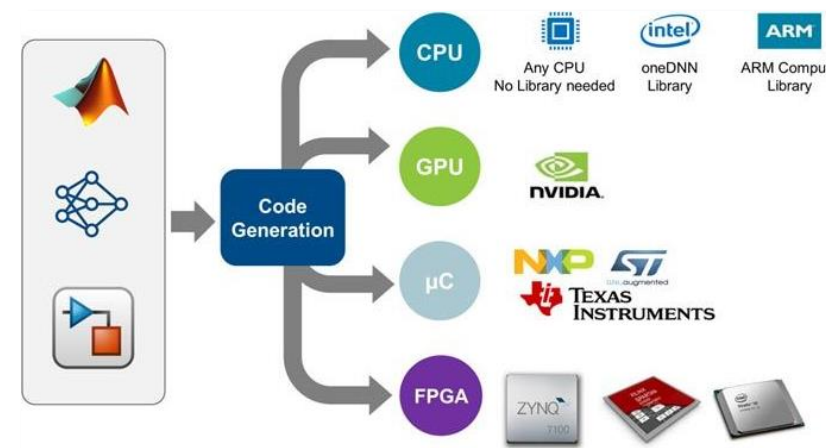 CPU
intel
ARM
Any CPU
No Library needed
oneDNN
Library
ARM Compu
Library
GPU
nVIDIA.
Code
Generation
µC
NXP
ST
augmented
TEXAS
INSTRUMENTS
FPGA
ZYNQ
7100